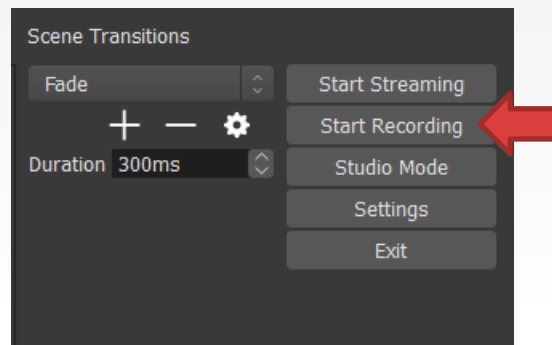 Scene Transitions
Fade
Start Streaming
Start Recording
Duration 300ms
Studio Mode
Settings
Exit